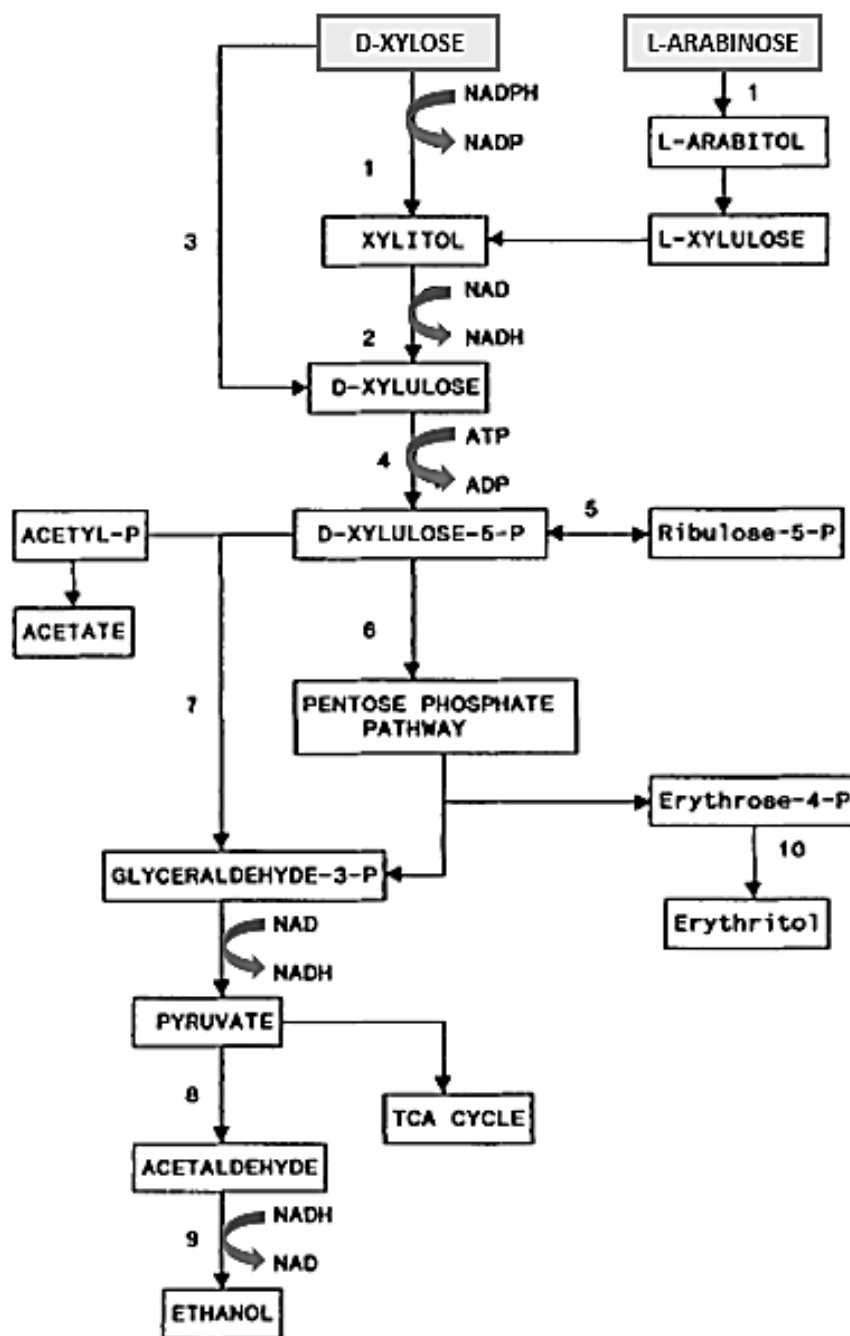 D-XYLOSE
L-ARABINOSE
NADPH
1
NADP
L-ARABITOL
1
3
XYLITOL
L-XYLULOSE
NAD
2
NADH
D-XYLULOSE
ATP
4
ADP
ACETYL-P
D-XYLULOSE-5-P
5
Ribulose-5-P
ACETATE
6
7
PENTOSE PHOSPHATE
PATHWAY
Erythrose-4-P
10
GLYCERALDEHYDE-3-P
Erythritol
NAD
NADH
PYRUVATE
8
TCA CYCLE
ACETALDEHYDE
NADH
9
NAD
ETHANOL